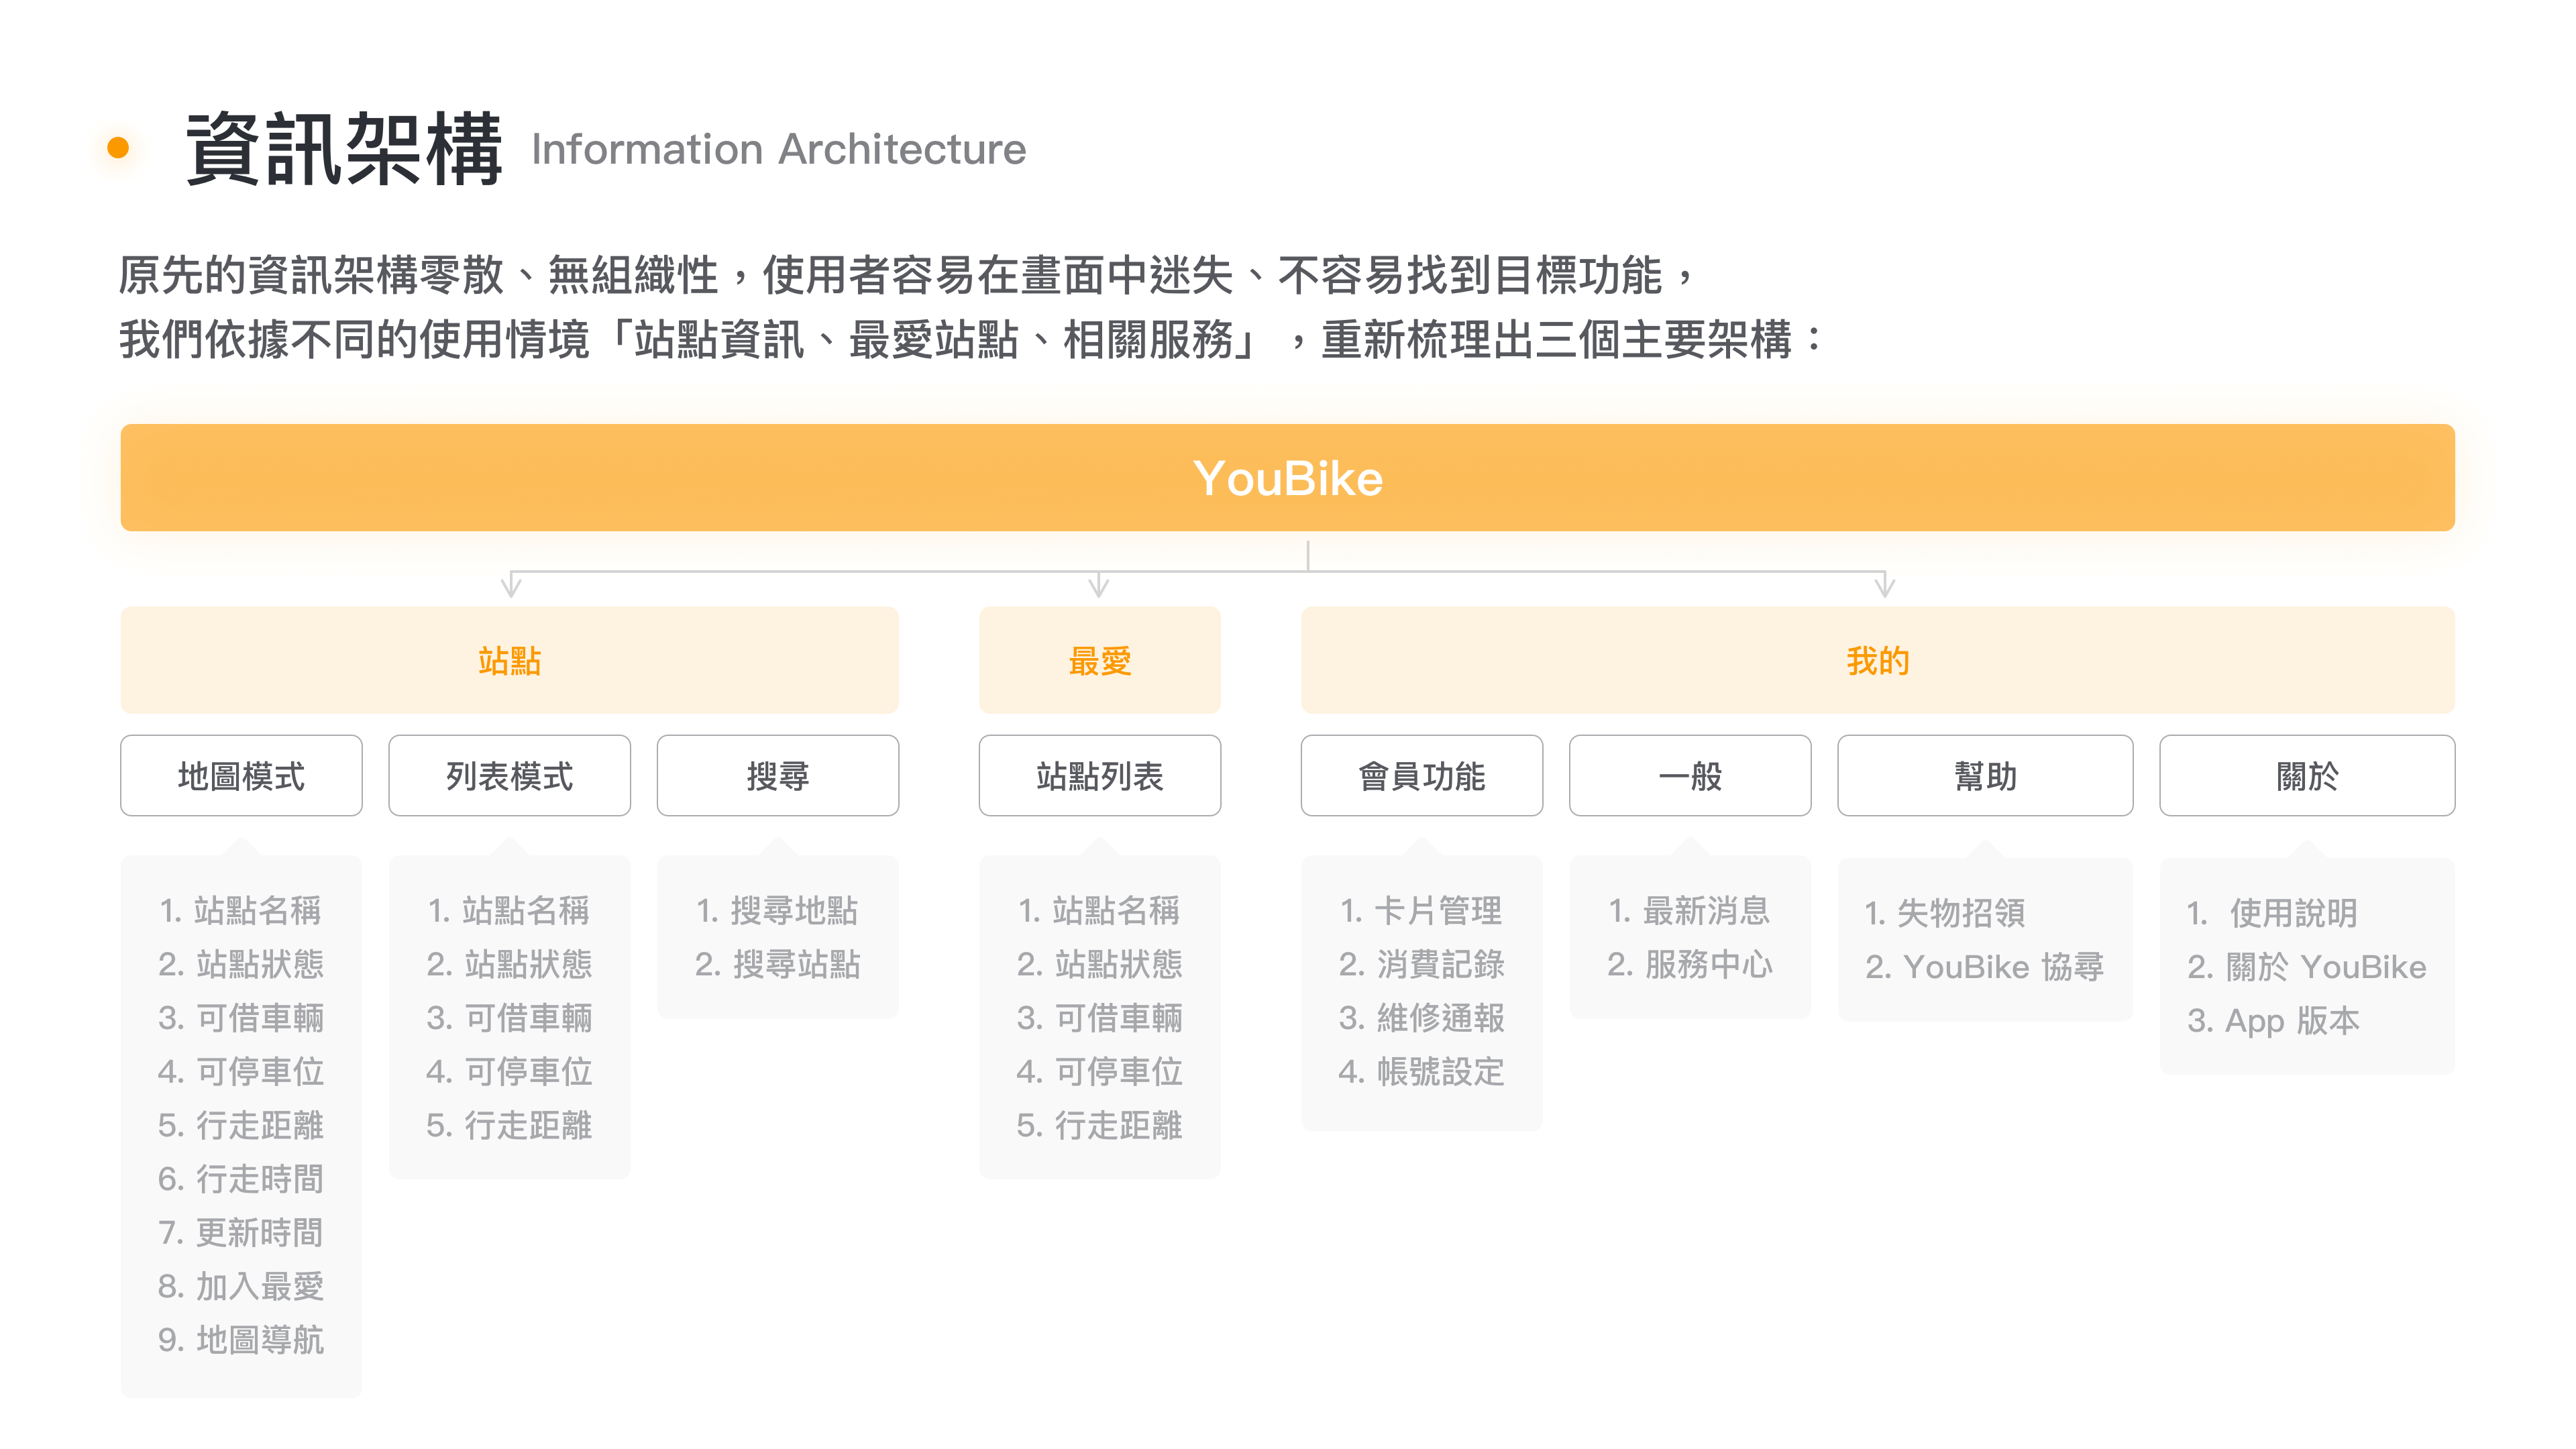 資訊架構 Information Architecture
原先的資訊架構零散、無組織性，使用者容易在畫面中迷失、不容易找到目標功能，
我們依據不同的使用情境「站點資訊、最愛站點、相關服務」，重新梳理出三個主要架構：
YouBike
站點
最愛
我的
地圖模式
列表模式
搜尋
站點列表
會員功能
一般
幫助
關於
1. 站點名稱
2. 站點狀態
3. 可借車輛
4. 可停車位
5. 行走距離
6. 行走時間
7. 更新時間
8. 加入最愛
9. 地圖導航
1. 站點名稱
2. 站點狀態
3. 可借車輛
4. 可停車位
5. 行走距離
1. 搜尋地點
2. 搜尋站點
1. 站點名稱
2. 站點狀態
3. 可借車輛
4. 可停車位
5. 行走距離
1. 卡片管理
2. 消費記錄
3. 維修通報
4. 帳號設定
1. 最新消息
2. 服務中心
1. 失物招領
2. YouBike 協尋
1. 使用說明
2. 關於 YouBike
3. App 版本